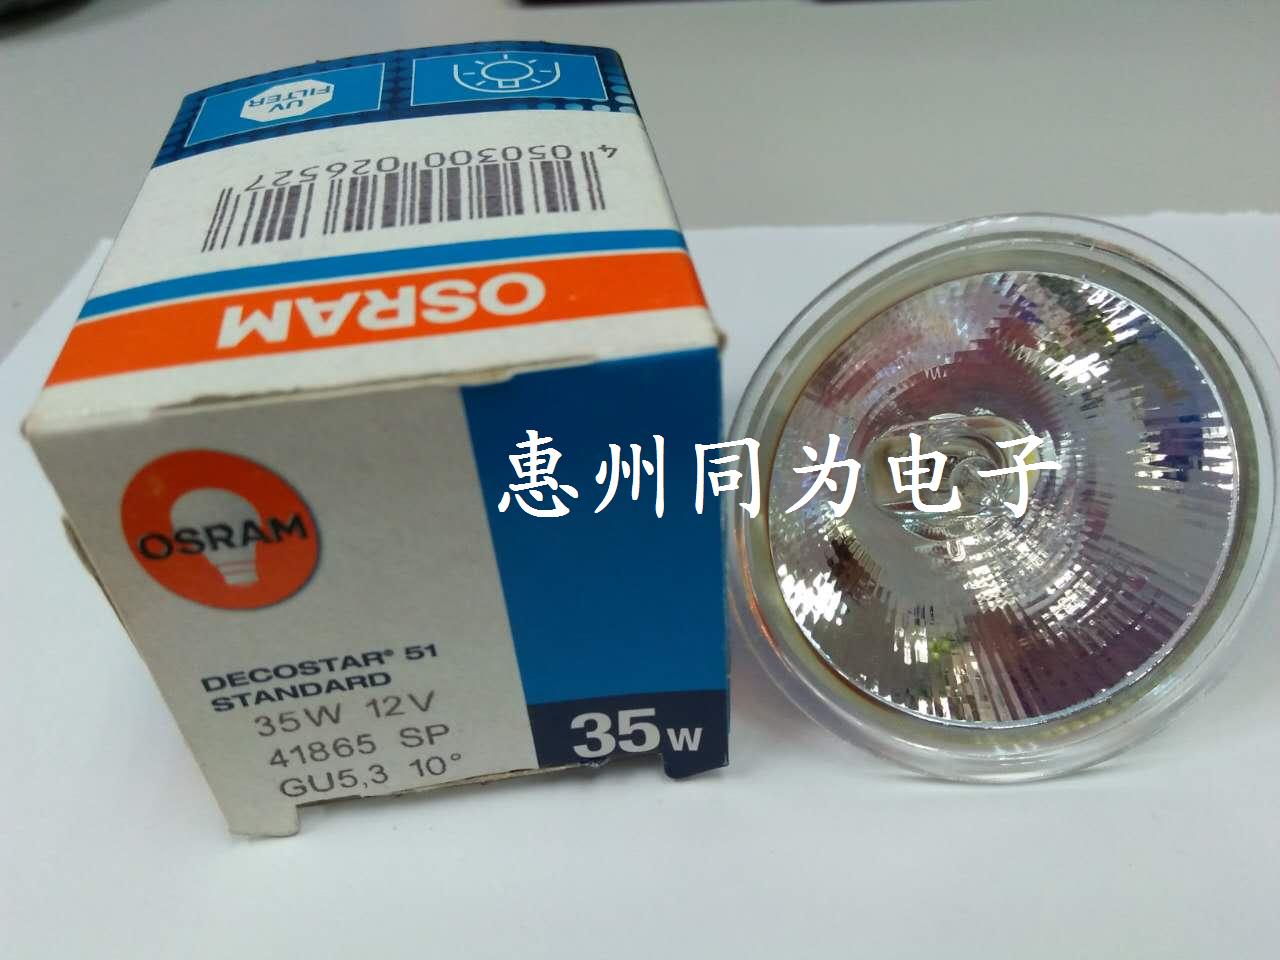 UV
FILTER
4 050300 026527
OSRAM
OSRAM
DECOSTAR® 51
STANDARD
35W 12V
41865 SP
GU5,3 10°
35W
惠州同为电子